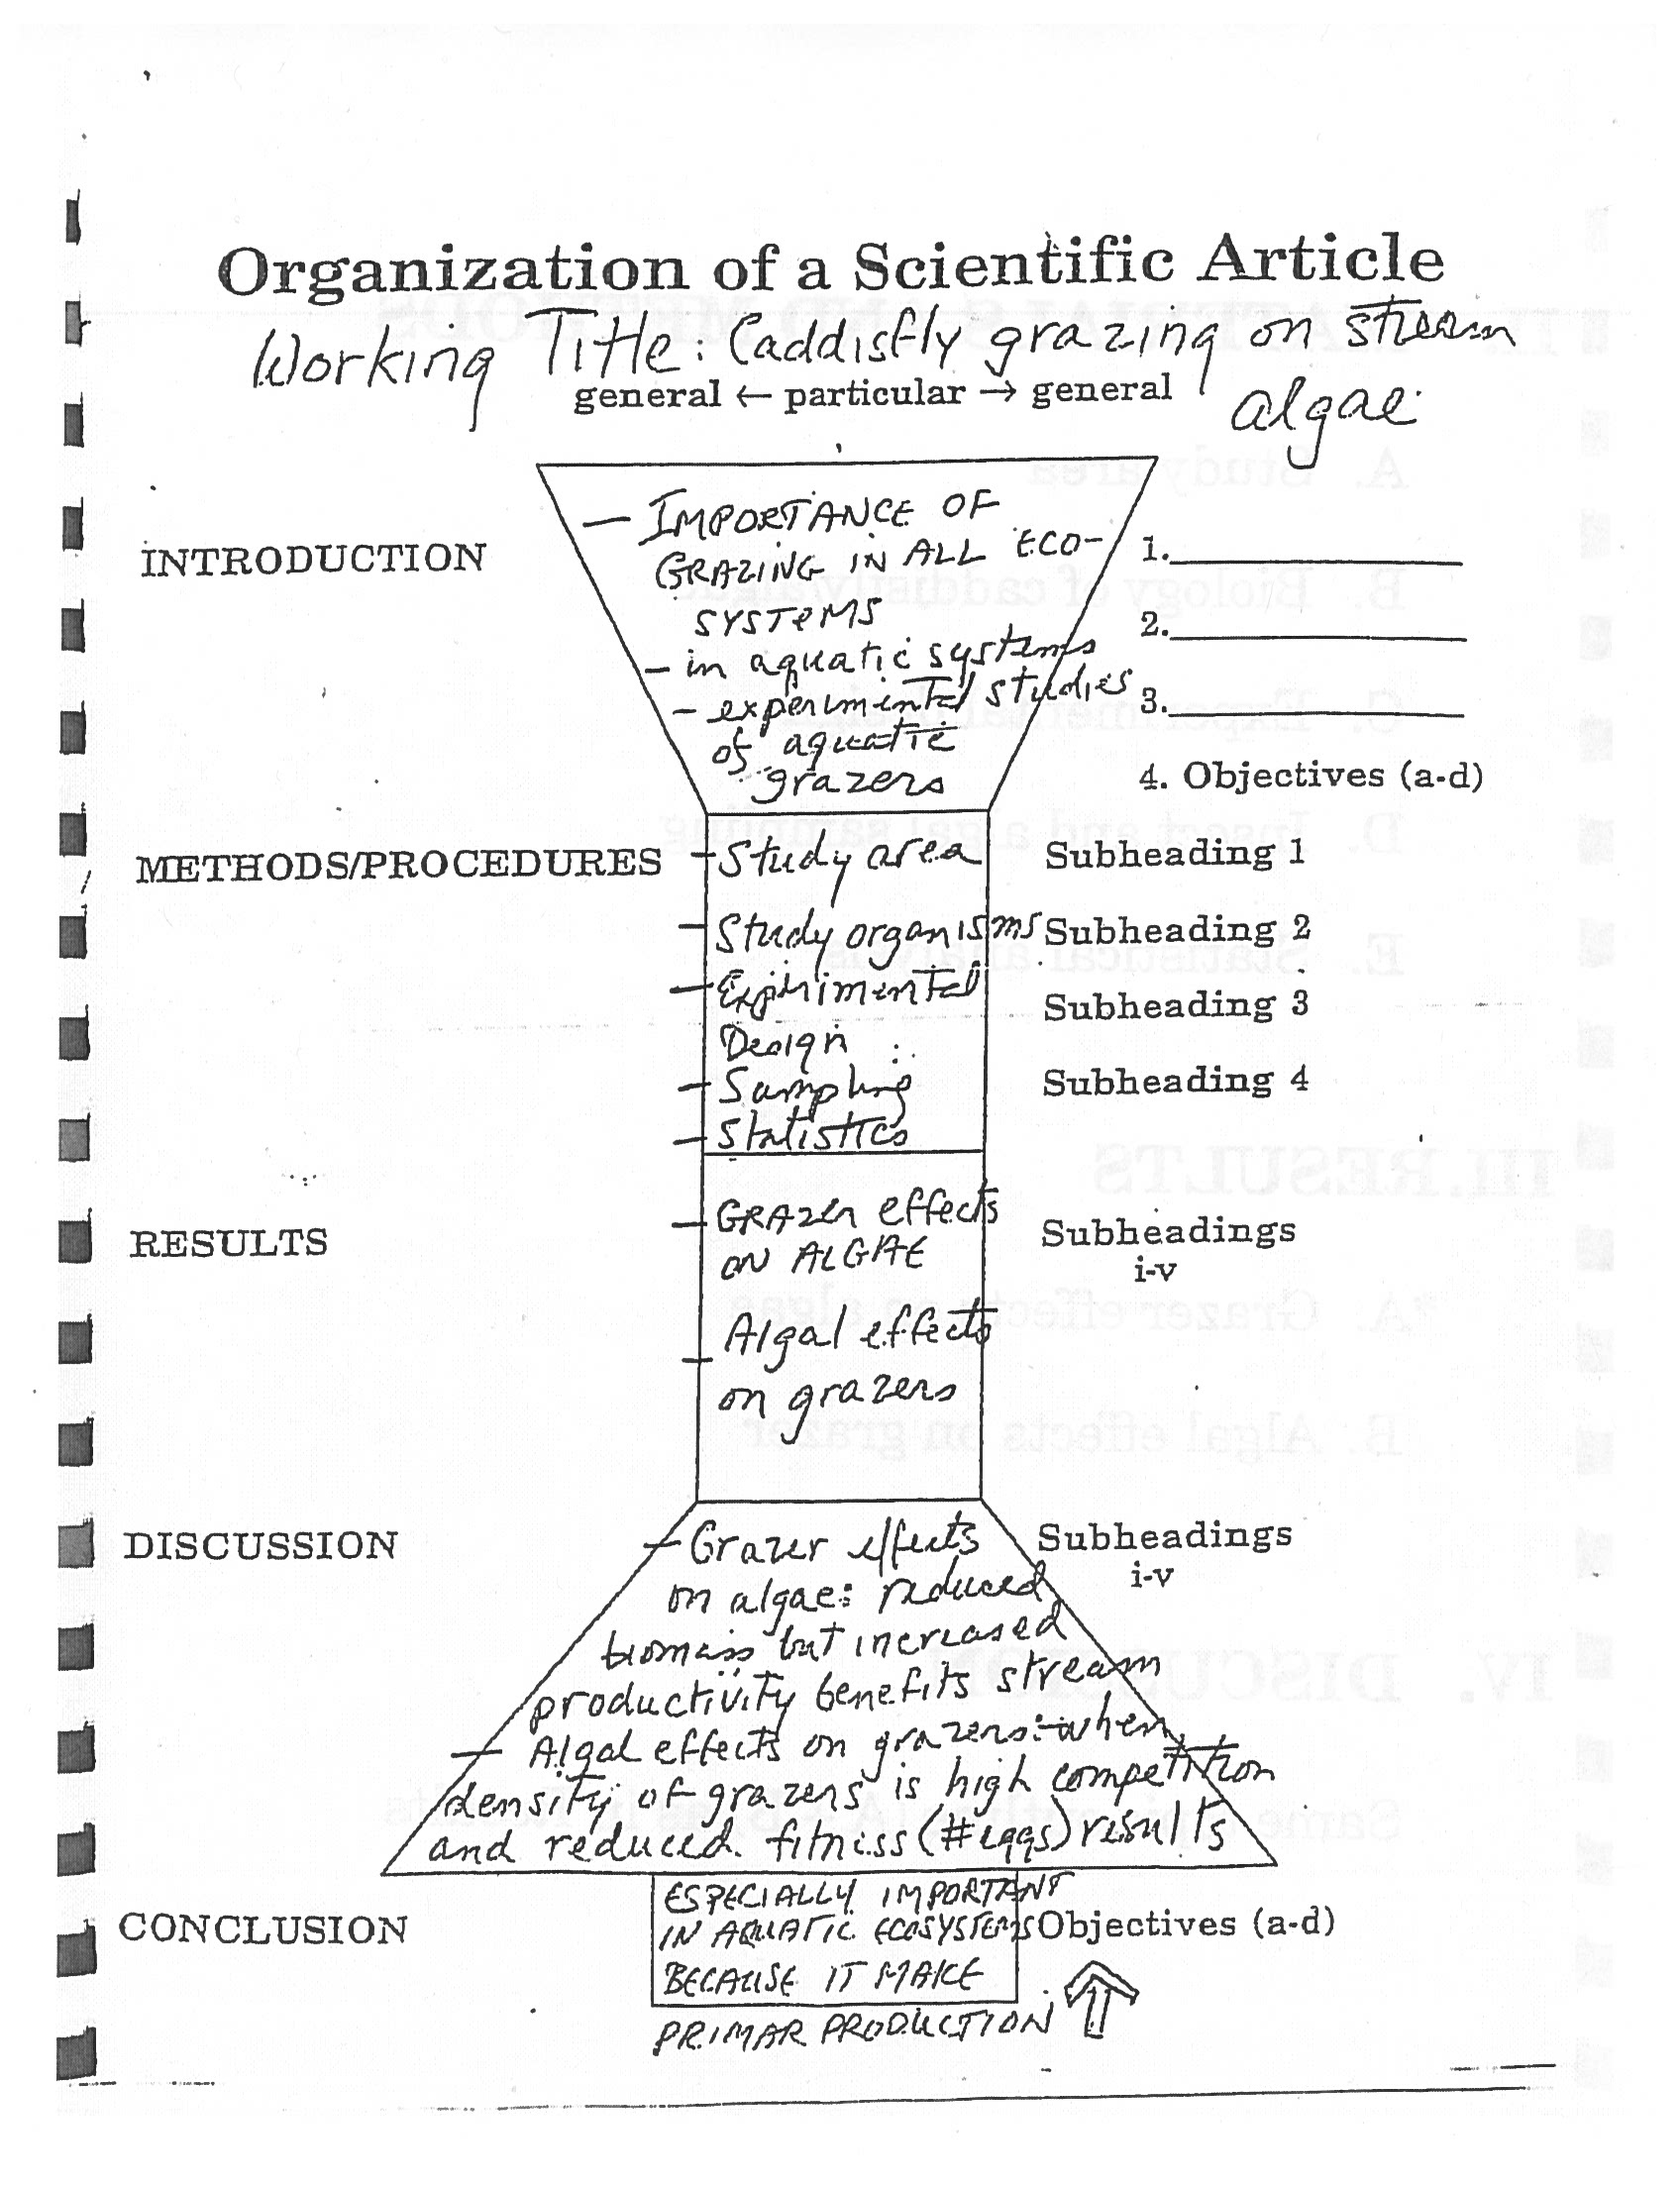 Organization of a Scientific Article
Working Title: Caddisfly grazing on stream
general ← particular → general
algae
— IMPORTANCE OF
INTRODUCTION
GRAZING IN ALL ECO-
1.
SYSTEMS
2.
- in aquatic systems
- experimental studies
3.
of aquatic
grazers
4. Objectives (a-d)
METHODS/PROCEDURES
- Study area
Subheading 1
- Study organisms
Subheading 2
- Experimental
Subheading 3
Design
- Sampling
Subheading 4
- Statistics
- GRAZER effects
RESULTS
Subheadings
ON ALGAE
i-v
- Algal effects
on grazers
DISCUSSION
- Grazer effects
Subheadings
on algae: reduced
i-v
biomass but increased
productivity benefits stream
- Algal effects on grazers: when
density of grazers is high competition
and reduced fitness (#eggs) results
ESPECIALLY IMPORTANT
CONCLUSION
IN AQUATIC ECOSYSTEMS
Objectives (a-d)
BECAUSE IT MAKE
PRIMAR PRODUCTION ⇑